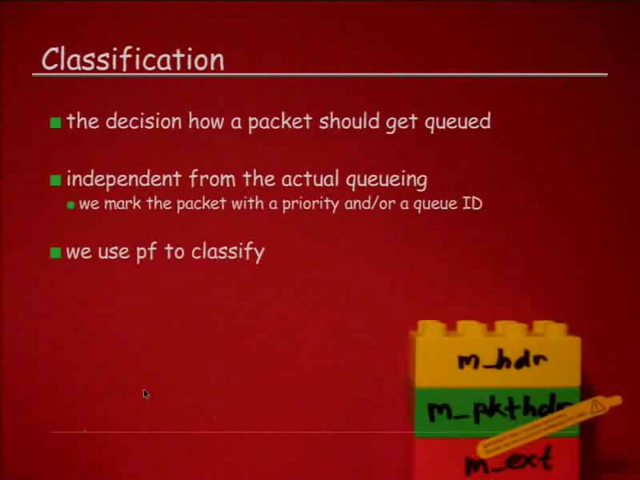 Classification
the decision how a packet should get queued
independent from the actual queueing
we mark the packet with a priority and/or a queue ID
we use pf to classify
m_hdr
m_pkthdr
m_ext